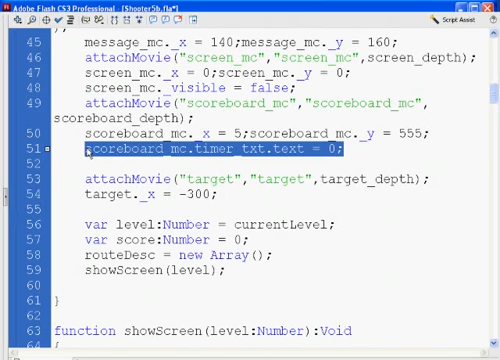 Adobe Flash CS3 Professional - [Shooter5b.fla*]
Script Assist
);
45 message_mc._x = 140;message_mc._y = 160;
46 attachMovie("screen_mc","screen_mc",screen_depth);
47 screen_mc._x = 0;screen_mc._y = 0;
48 screen_mc._visible = false;
49 attachMovie("scoreboard_mc","scoreboard_mc",
scoreboard_depth);
50 scoreboard_mc._x = 5;scoreboard_mc._y = 555;
51 scoreboard_mc.timer_txt.text = 0;
52
53 attachMovie("target","target",target_depth);
54 target._x = -300;
55
56 var level:Number = currentLevel;
57 var score:Number = 0;
58 routeDesc = new Array();
59 showScreen(level);
60
61 }
62
63 function showScreen(level:Number):Void
64 {